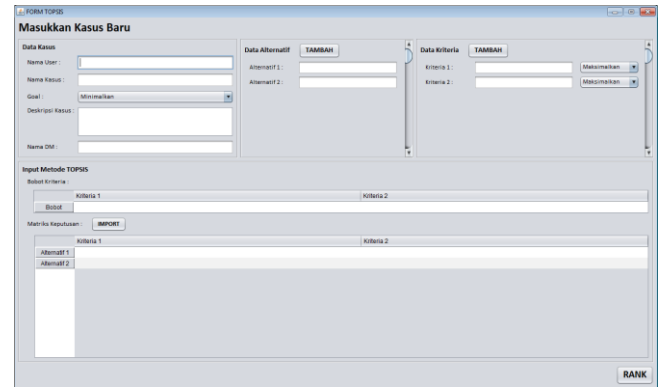 FORM TOPSIS
Masukkan Kasus Baru
Data Kasus
Nama User :
Nama Kasus :
Goal : Minimalkan
Deskripsi Kasus :
Nama DM :
Data Alternatif TAMBAH
Alternatif 1 :
Alternatif 2 :
Data Kriteria TAMBAH
Kriteria 1 : Maksimalkan
Kriteria 2 : Maksimalkan
Input Metode TOPSIS
Bobot Kriteria :
Kriteria 1 Kriteria 2
Bobot
Matriks Keputusan : IMPORT
Kriteria 1 Kriteria 2
Alternatif 1
Alternatif 2
RANK